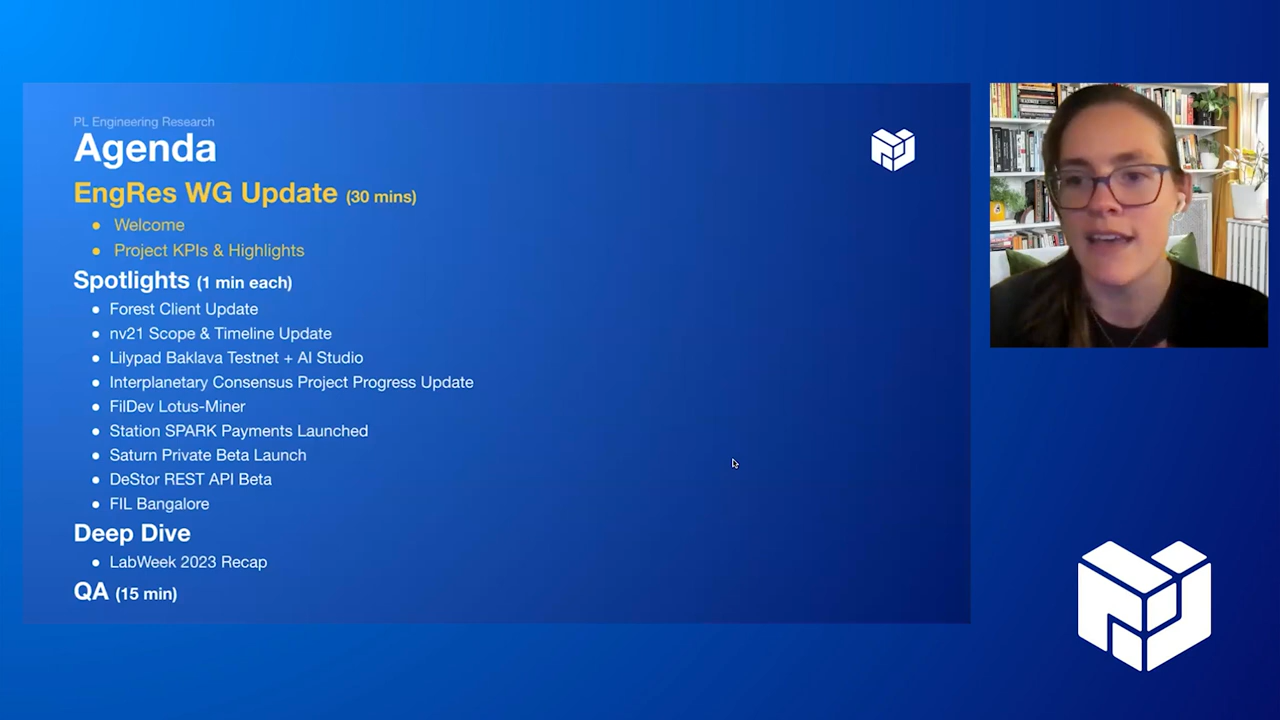 PL Engineering Research
Agenda
EngRes WG Update (30 mins)
• Welcome
• Project KPIs & Highlights
Spotlights (1 min each)
• Forest Client Update
• nv21 Scope & Timeline Update
• Lilypad Baklava Testnet + AI Studio
• Interplanetary Consensus Project Progress Update
• FilDev Lotus-Miner
• Station SPARK Payments Launched
• Saturn Private Beta Launch
• DeStor REST API Beta
• FIL Bangalore
Deep Dive
• LabWeek 2023 Recap
QA (15 min)